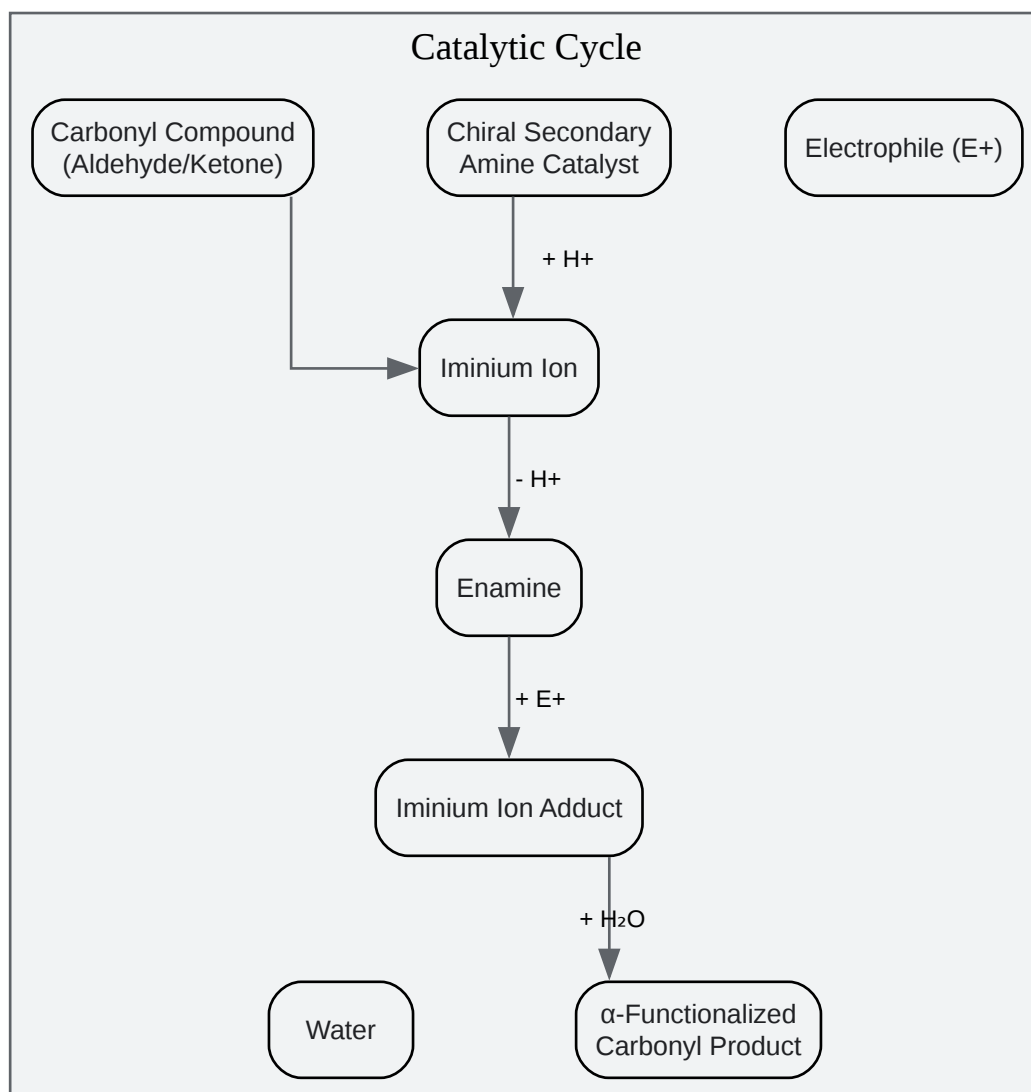 Catalytic Cycle
Carbonyl Compound
(Aldehyde/Ketone)
Chiral Secondary
Amine Catalyst
Electrophile (E+)
+ H+
Iminium Ion
- H+
Enamine
+ E+
Iminium Ion Adduct
+ H₂O
Water
α-Functionalized
Carbonyl Product